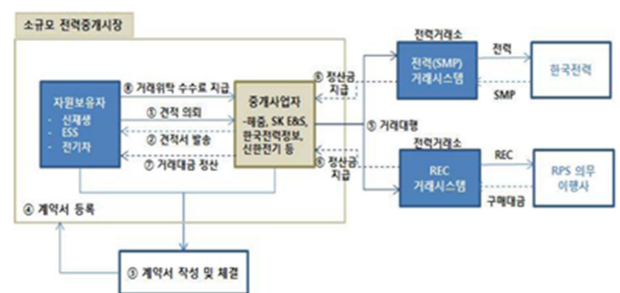 소규모 전력중개시장
자원보유자
- 신재생
- ESS
- 전기차
⑧ 거래위탁 수수료 지급
① 견적 의뢰
② 견적서 발송
⑦ 거래대금 정산
중개사업자
-해줌, SK E&S,
한국전력정보,
신한전기 등
④ 계약서 등록
③ 계약서 작성 및 체결
⑤ 거래대행
⑥ 정산금
지급
⑥ 정산금
지급
전력거래소
전력(SMP)
거래시스템
전력
SMP
한국전력
전력거래소
REC
거래시스템
REC
구매대금
RPS 의무
이행사